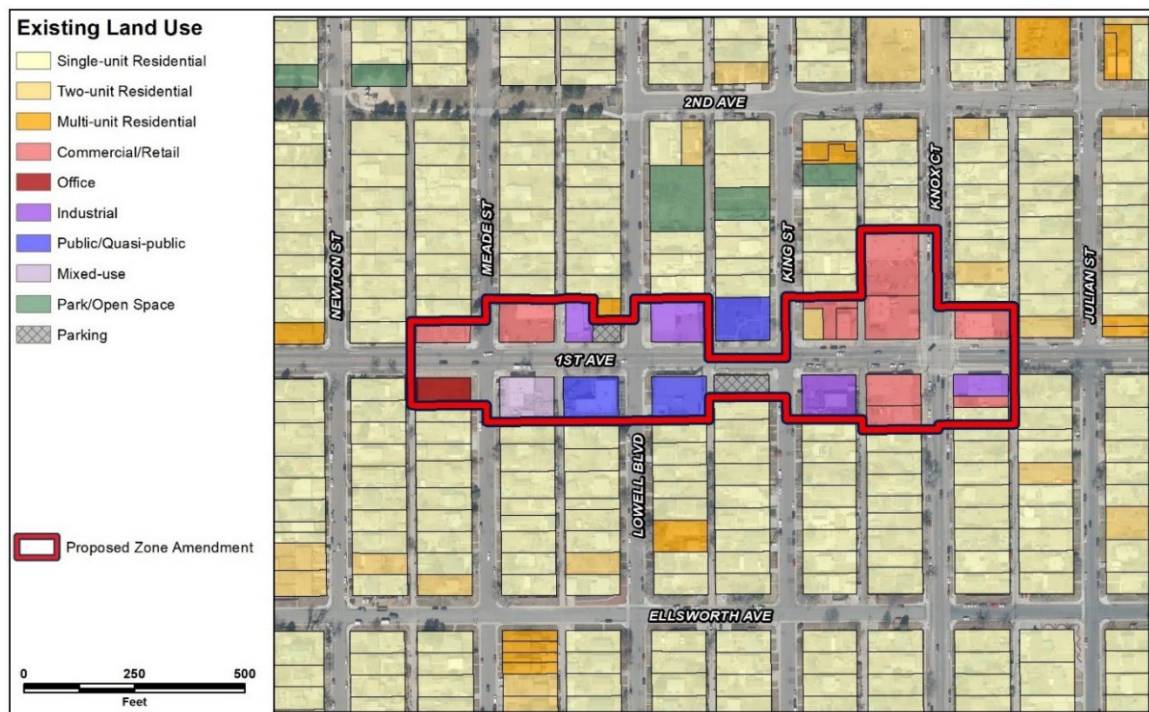 Existing Land Use
Single-unit Residential
Two-unit Residential
Multi-unit Residential
Commercial/Retail
Office
Industrial
Public/Quasi-public
Mixed-use
Park/Open Space
Parking
Proposed Zone Amendment
0 250 500
Feet
2ND AVE
NEWTON ST
MEADE ST
KING ST
KNOX CT
JULIAN ST
1ST AVE
LOWELL BLVD
ELLSWORTH AVE